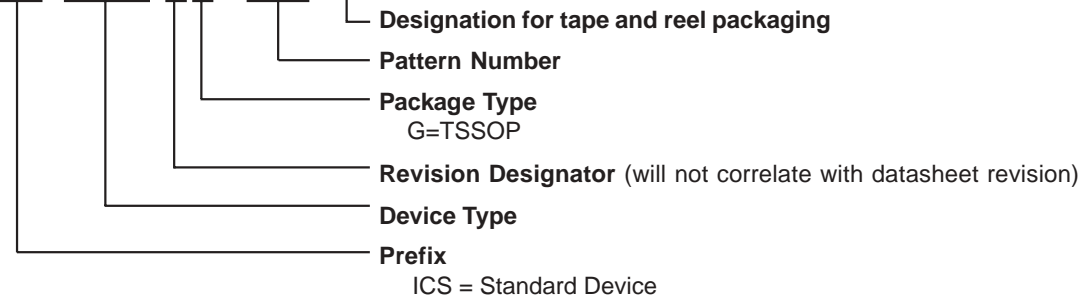 Designation for tape and reel packaging
Pattern Number
Package Type
G=TSSOP
Revision Designator (will not correlate with datasheet revision)
Device Type
Prefix
ICS = Standard Device